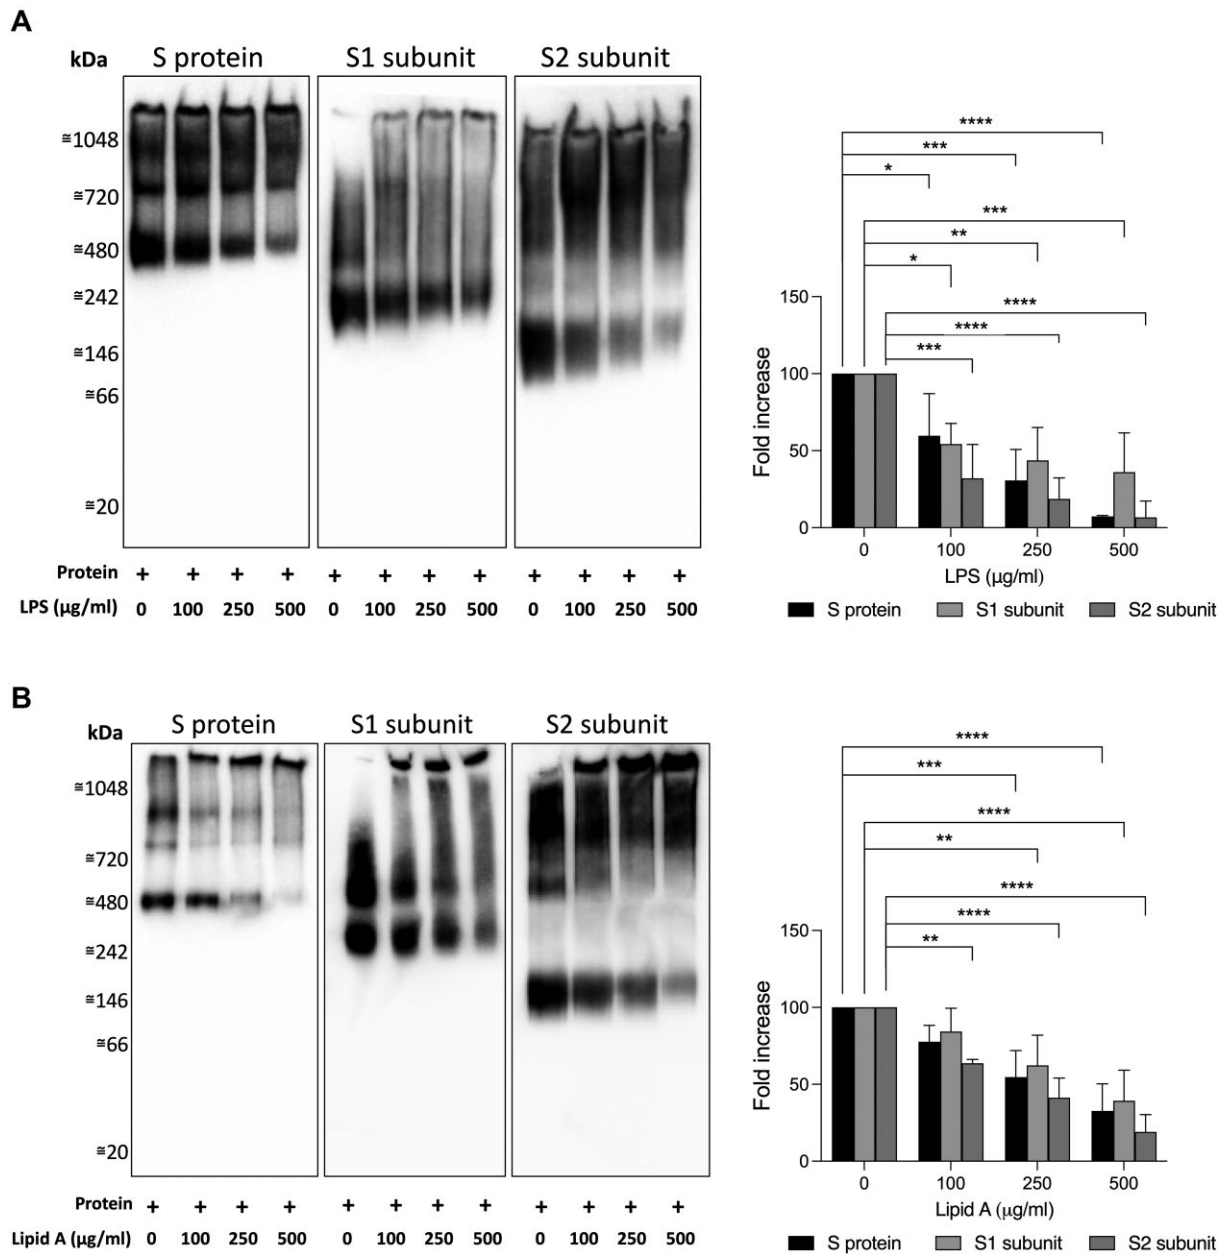 A
kDa
S protein
S1 subunit
S2 subunit
≅1048
≅720
≅480
≅242
≅146
≅66
≅20
Protein + + + + + + + + + + + +
LPS (µg/ml) 0 100 250 500 0 100 250 500 0 100 250 500
****
***
*
***
**
*
****
****
***
150
100
50
0
Fold increase
0 100 250 500
LPS (µg/ml)
S protein S1 subunit S2 subunit
B
kDa
S protein
S1 subunit
S2 subunit
≅1048
≅720
≅480
≅242
≅146
≅66
≅20
Protein + + + + + + + + + + + +
Lipid A (µg/ml) 0 100 250 500 0 100 250 500 0 100 250 500
****
***
****
**
****
****
**
150
100
50
0
Fold increase
0 100 250 500
Lipid A (µg/ml)
S protein S1 subunit S2 subunit